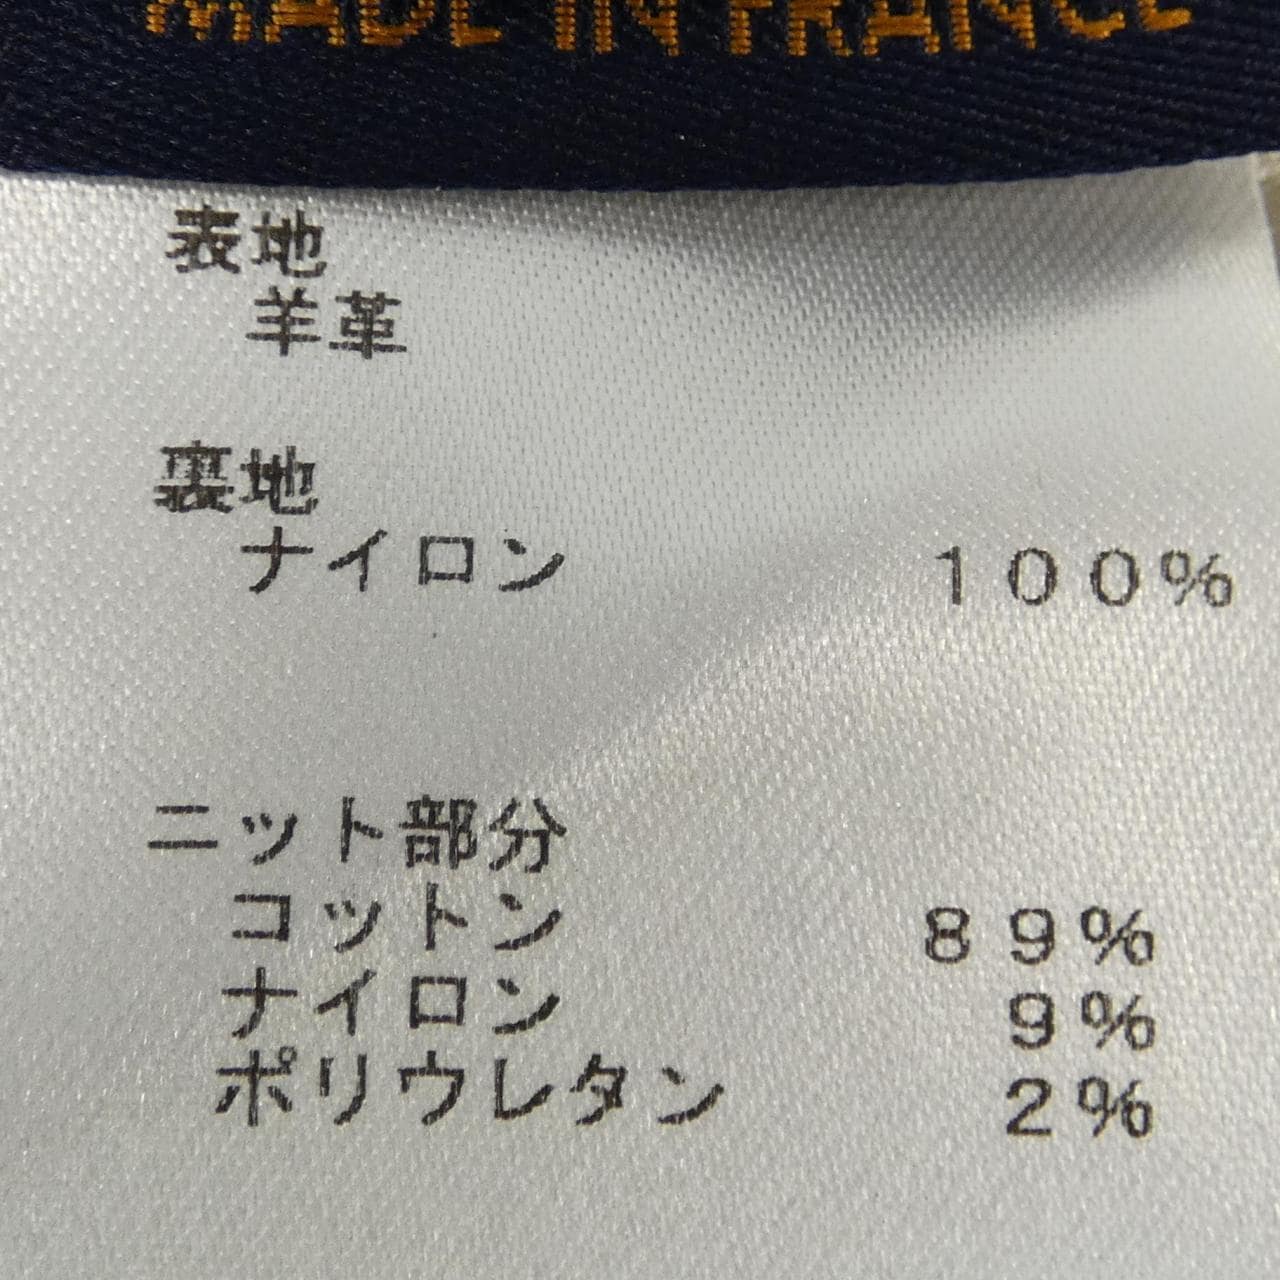 MADE IN FRANCE
表地
羊革
裏地
ナイロン 100%
ニット部分
コットン 89%
ナイロン 9%
ポリウレタン 2%